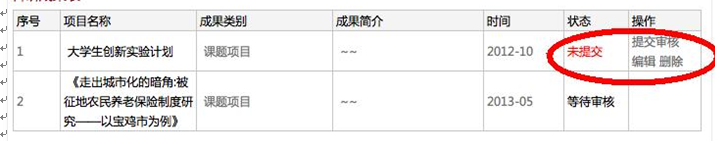 序号 项目名称 成果类别 成果简介 时间 状态 操作
1 大学生创新实验计划 课题项目 ~~ 2012-10 未提交 提交审核
编辑 删除
2 《走出城市化的暗角:被
征地农民养老保险制度研
究——以宝鸡市为例》 课题项目 ~~ 2013-05 等待审核